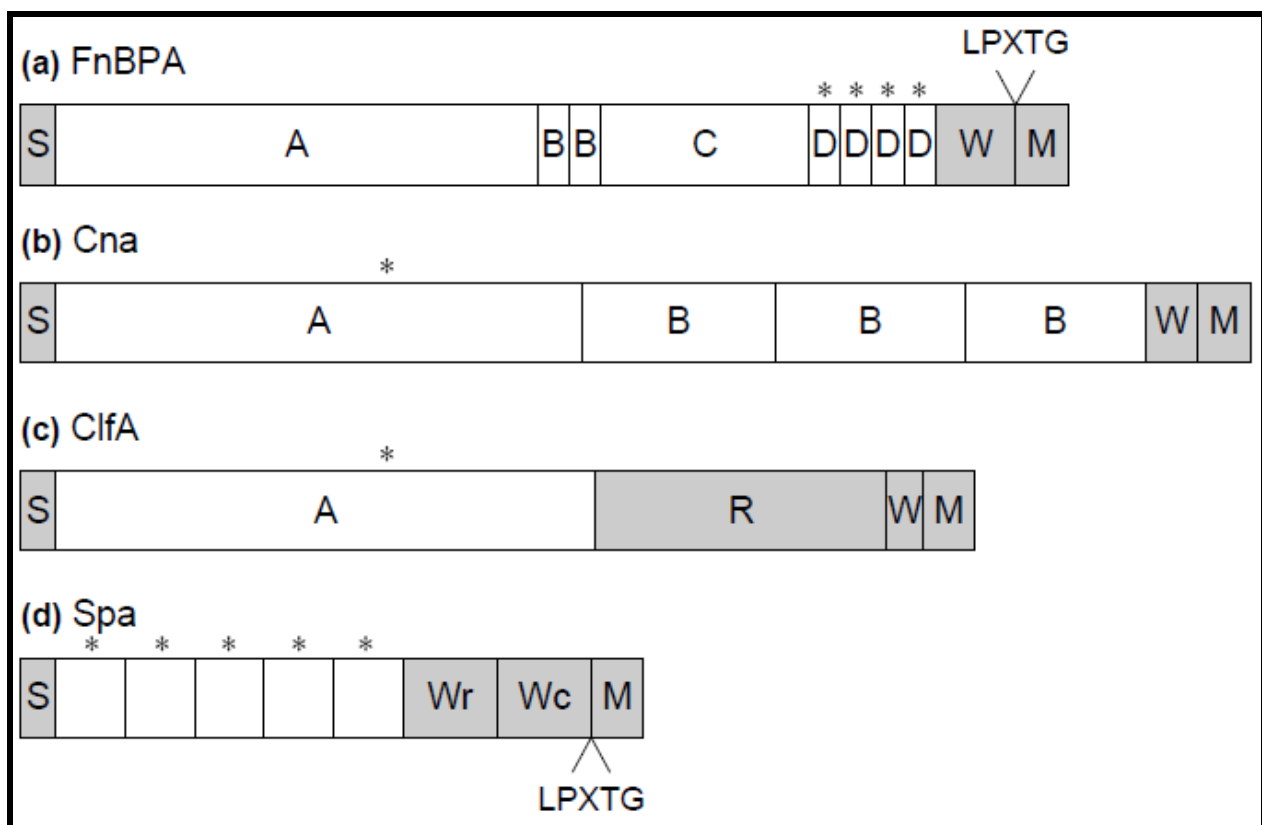 LPXTG
(a) FnBPA
* * * *
S A B B C D D D D W M
(b) Cna
*
S A B B B W M
(c) ClfA
*
S A R W M
(d) Spa
* * * * *
S Wr Wc M
LPXTG